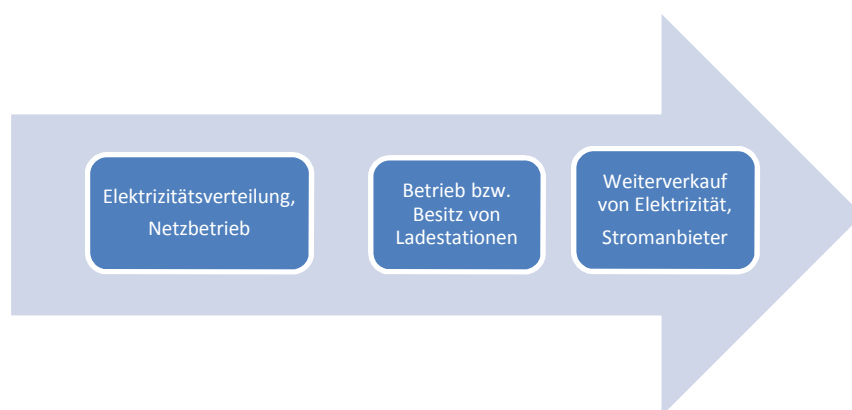 Elektrizitätsverteilung,
Netzbetrieb
Betrieb bzw.
Besitz von
Ladestationen
Weiterverkauf
von Elektrizität,
Stromanbieter